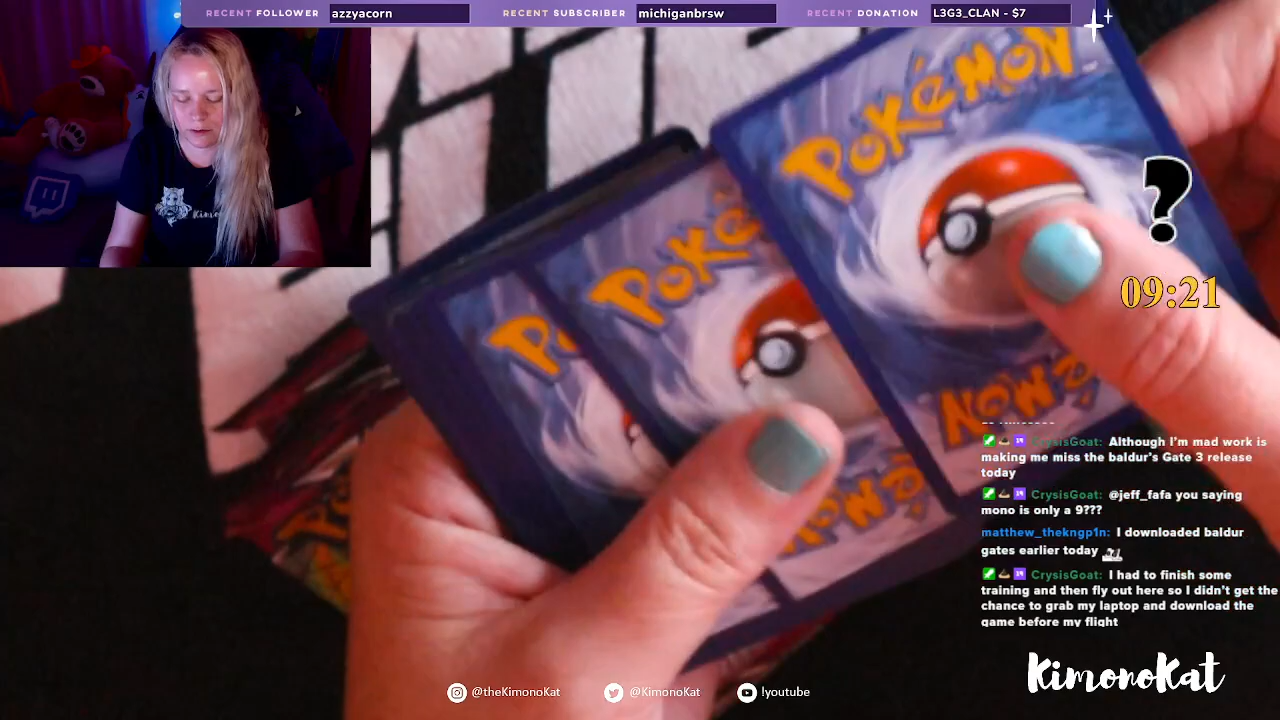 RECENT FOLLOWER azzyacorn RECENT SUBSCRIBER michiganbrsw RECENT DONATION L3G3_CLAN - $7
Pokémon
Poké
P
?
09:21
CrysisGoat: Although I'm mad work is
making me miss the baldur's Gate 3 release
today
CrysisGoat: @jeff_fafa you saying
mono is only a 9???
matthew_thekngp1n: I downloaded baldur
gates earlier today
CrysisGoat: I had to finish some
training and then fly out here so I didn't get the
chance to grab my laptop and download the
game before my flight
KimonoKat
@theKimonoKat @KimonoKat !youtube